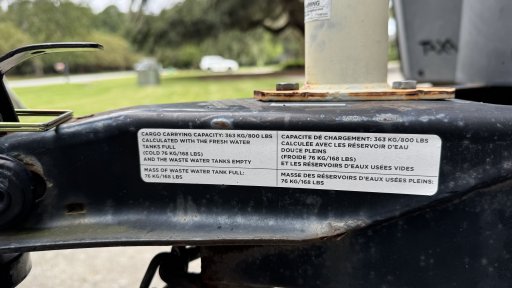 CARGO CARRYING CAPACITY: 363 KG/800 LBS
CALCULATED WITH THE FRESH WATER
TANKS FULL
(COLD 76 KG/168 LBS)
AND THE WASTE WATER TANKS EMPTY
MASS OF WASTE WATER TANK FULL:
76 KG/168 LBS
CAPACITE DE CHARGEMENT: 363 KG/800 LBS
CALCULÉE AVEC LES RÉSERVOIR D'EAU
DOUCE PLEINS
(FROIDE 76 KG/168 LBS)
ET LES RÉSERVOIRS D'EAUX USÉES VIDES
MASSE DES RÉSERVOIRS D'EAUX USÉES PLEINS:
76 KG/168 LBS
TAXA